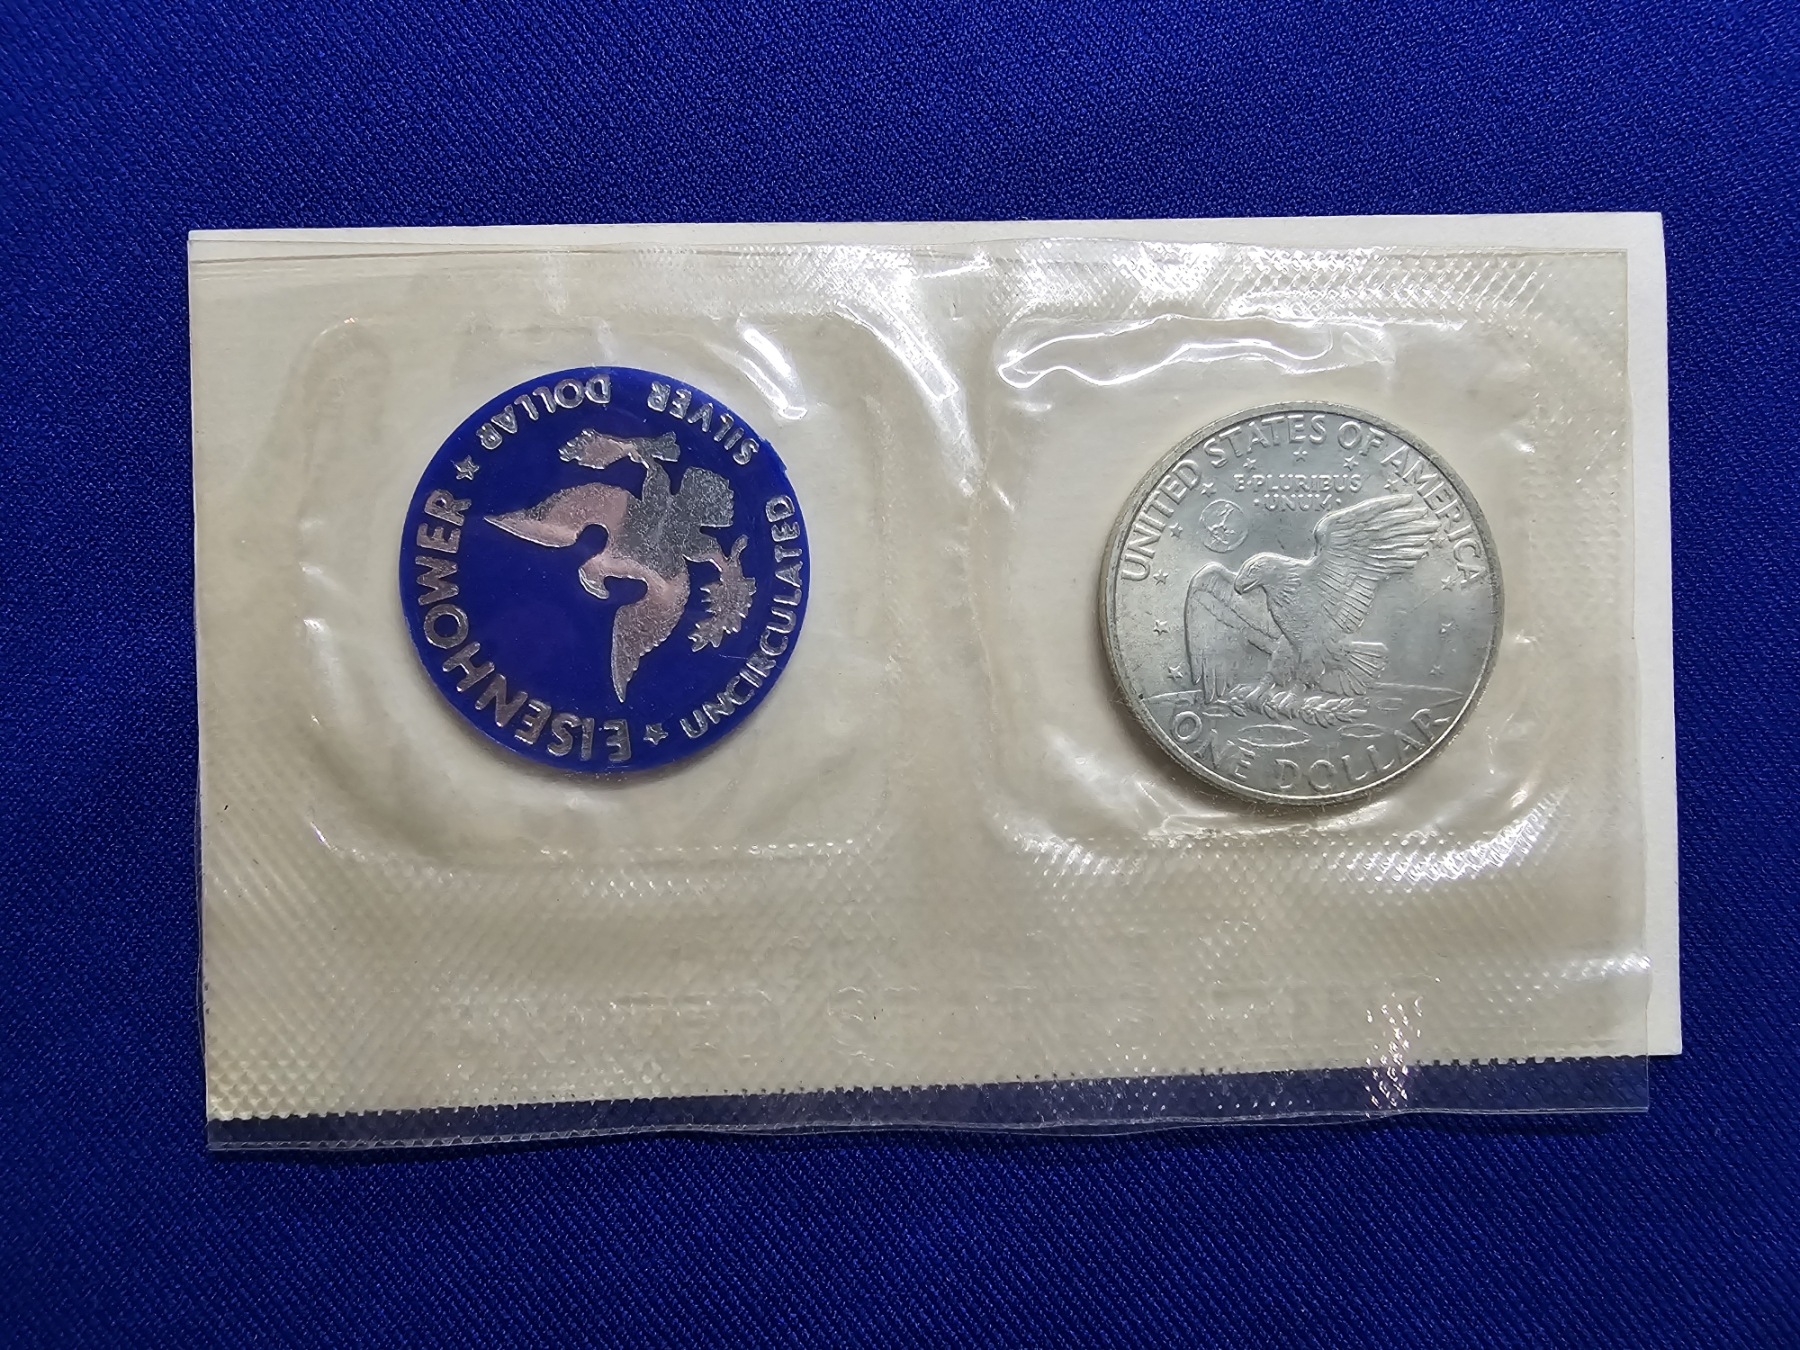 EISENHOWER
★ UNCIRCULATED SILVER DOLLAR ★
UNITED STATES OF AMERICA
E·PLURIBUS
·UNUM·
ONE DOLLAR